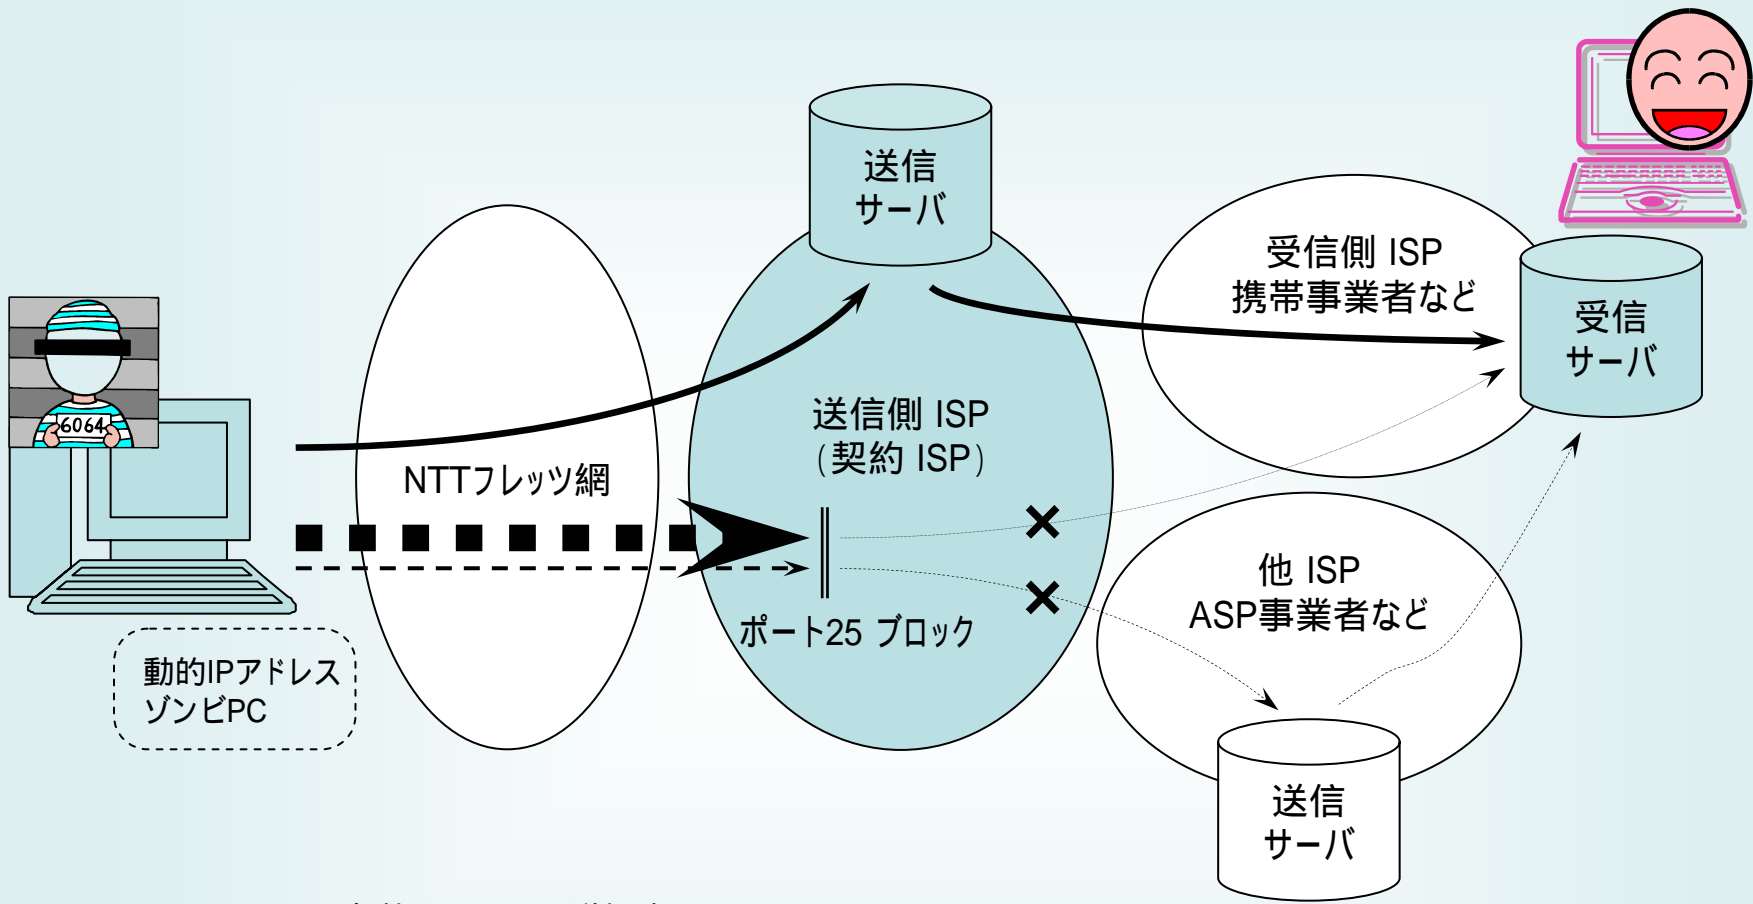 送信
サーバ
受信側 ISP
携帯事業者など
受信
サーバ
6064
送信側 ISP
(契約 ISP)
NTTフレッツ網
ポート25 ブロック
他 ISP
ASP事業者など
動的IPアドレス
ゾンビPC
送信
サーバ